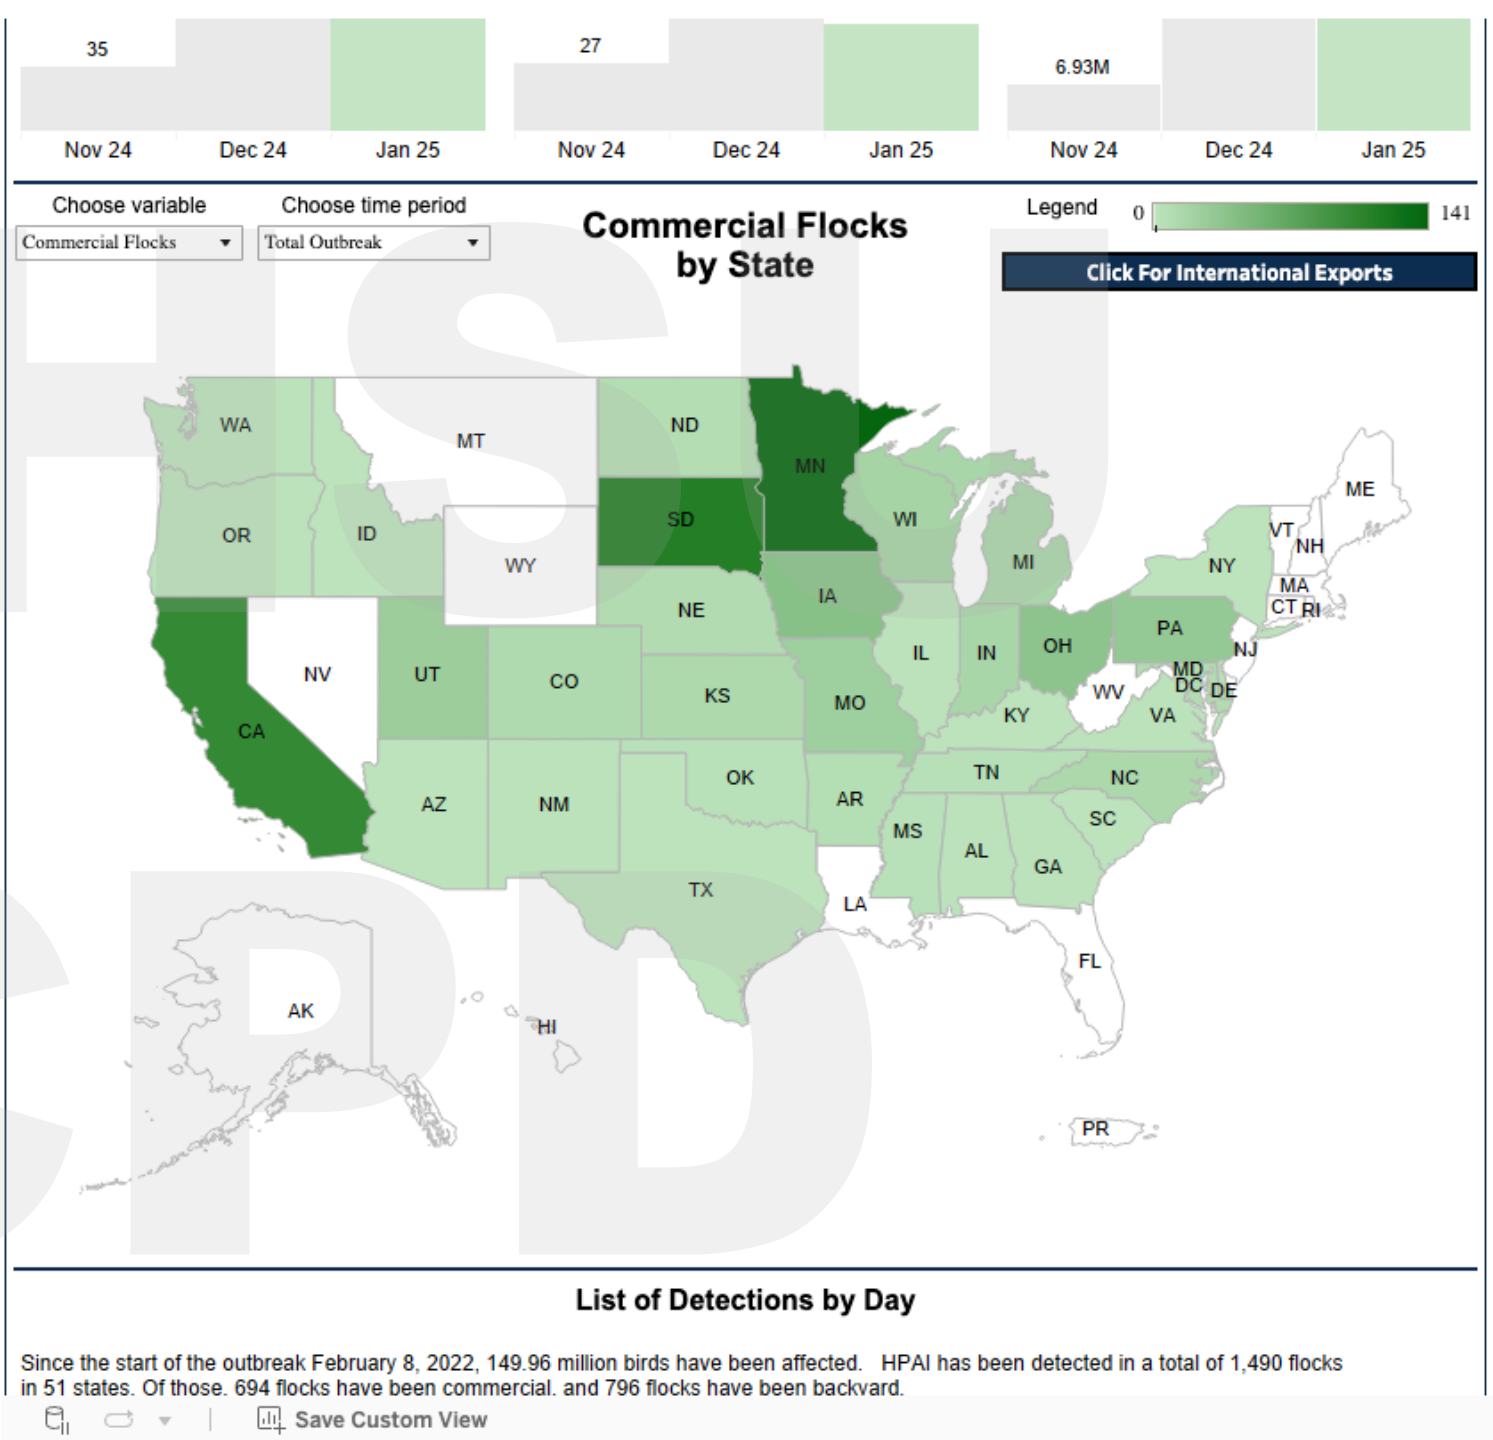 35
27
6.93M
Nov 24 Dec 24 Jan 25 Nov 24 Dec 24 Jan 25 Nov 24 Dec 24 Jan 25
Choose variable Choose time period
Commercial Flocks Total Outbreak
Commercial Flocks
by State
Legend 0 141
Click For International Exports
HSU
WA MT ND MN
OR ID WY SD WI MI NY VT NH ME
MA CT RI
NE IA IL IN OH PA NJ
NV UT CO KS MO KY WV MD DC DE VA
CA AZ NM OK AR TN NC SC
MS AL GA
TX LA FL
AK HI PR
CPD
List of Detections by Day
Since the start of the outbreak February 8, 2022, 149.96 million birds have been affected. HPAI has been detected in a total of 1,490 flocks
in 51 states. Of those, 694 flocks have been commercial, and 796 flocks have been backyard.
Save Custom View